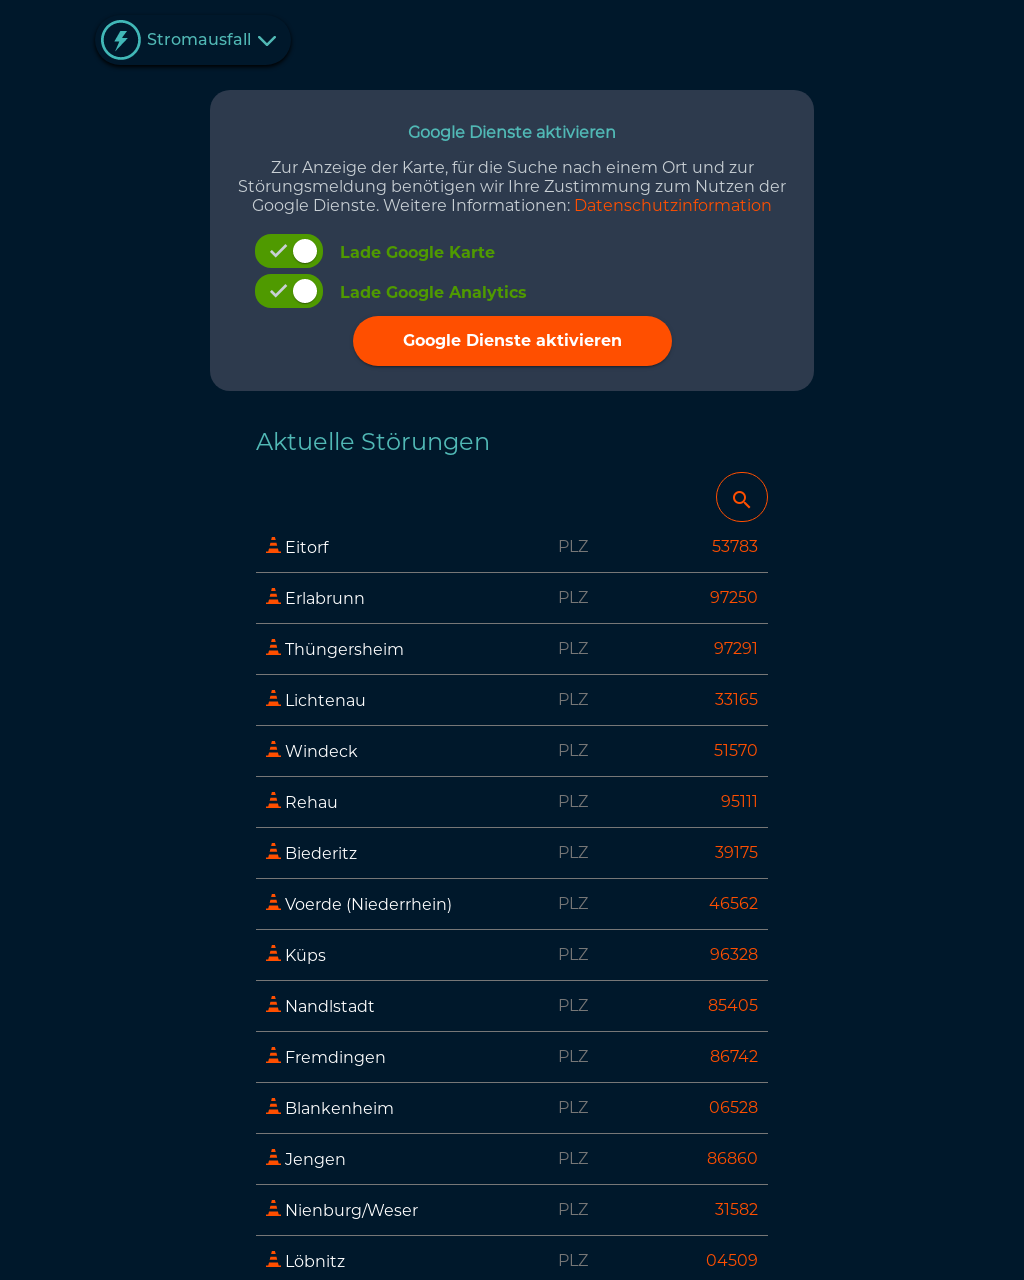 Stromausfall
Google Dienste aktivieren
Zur Anzeige der Karte, für die Suche nach einem Ort und zur
Störungsmeldung benötigen wir Ihre Zustimmung zum Nutzen der
Google Dienste. Weitere Informationen: Datenschutzinformation
Lade Google Karte
Lade Google Analytics
Google Dienste aktivieren
Aktuelle Störungen
Eitorf PLZ 53783
Erlabrunn PLZ 97250
Thüngersheim PLZ 97291
Lichtenau PLZ 33165
Windeck PLZ 51570
Rehau PLZ 95111
Biederitz PLZ 39175
Voerde (Niederrhein) PLZ 46562
Küps PLZ 96328
Nandlstadt PLZ 85405
Fremdingen PLZ 86742
Blankenheim PLZ 06528
Jengen PLZ 86860
Nienburg/Weser PLZ 31582
Löbnitz PLZ 04509